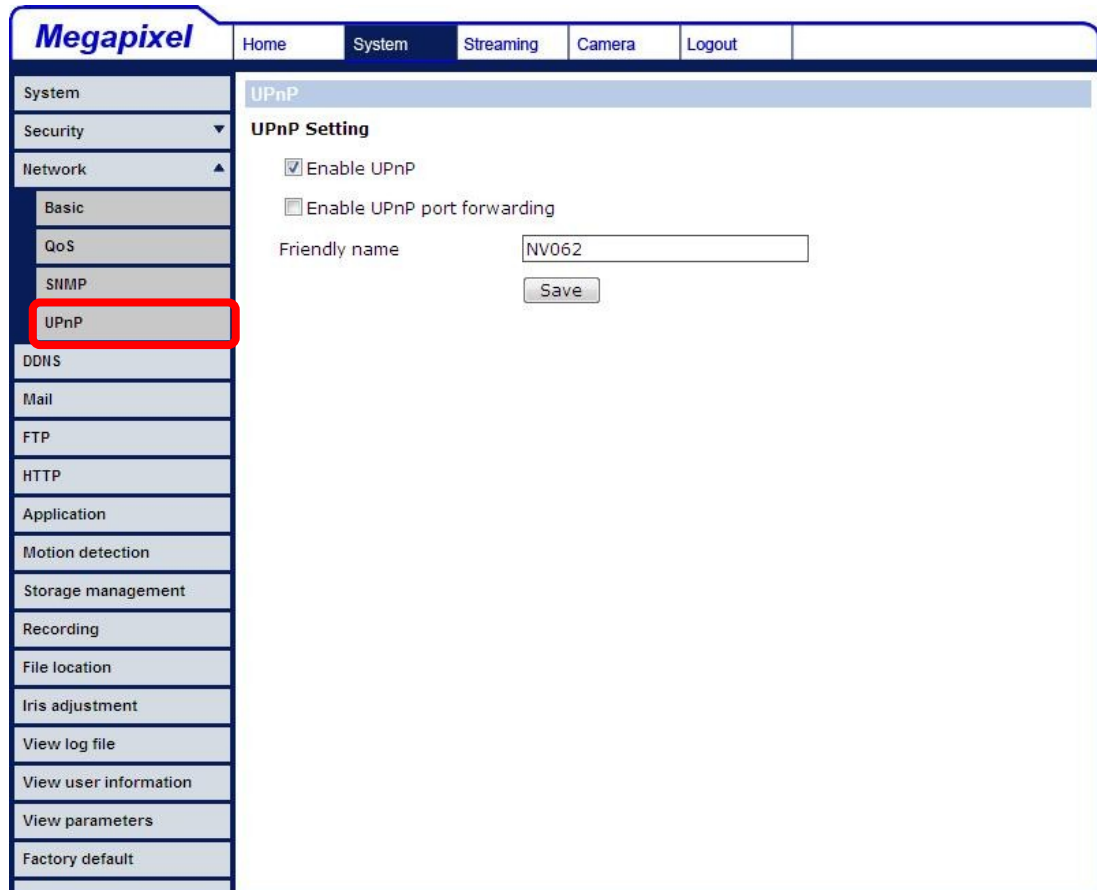 Megapixel
Home System Streaming Camera Logout
System
Security
Network
Basic
QoS
SNMP
UPnP
DDNS
Mail
FTP
HTTP
Application
Motion detection
Storage management
Recording
File location
Iris adjustment
View log file
View user information
View parameters
Factory default
UPnP
UPnP Setting
Enable UPnP
Enable UPnP port forwarding
Friendly name NV062
Save